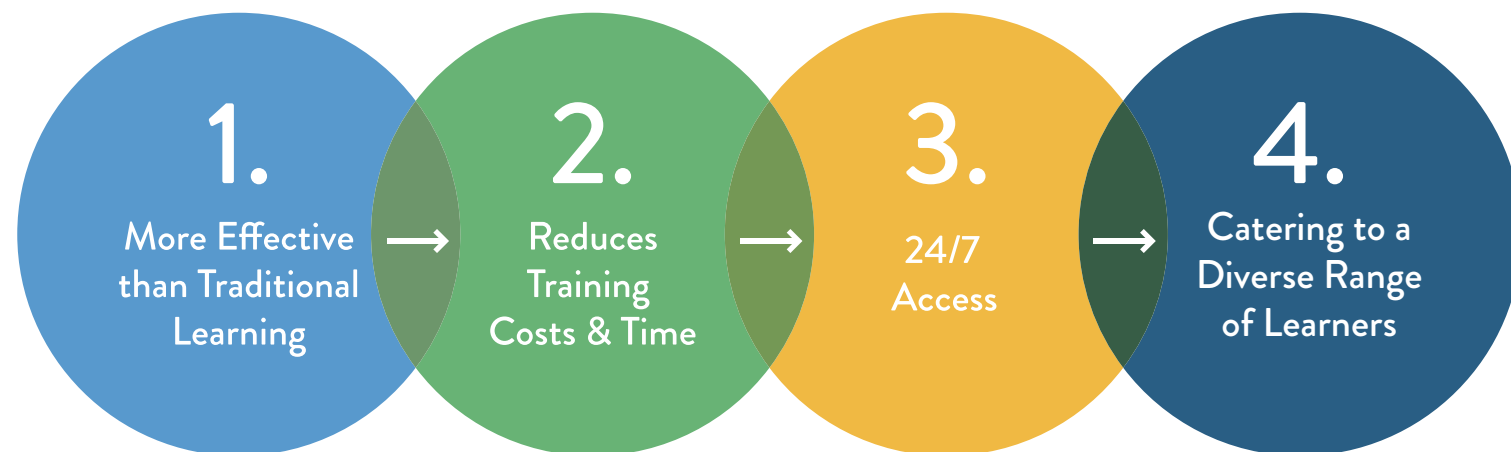 1.
More Effective
than Traditional
Learning
2.
Reduces
Training
Costs & Time
3.
24/7
Access
4.
Catering to a
Diverse Range
of Learners